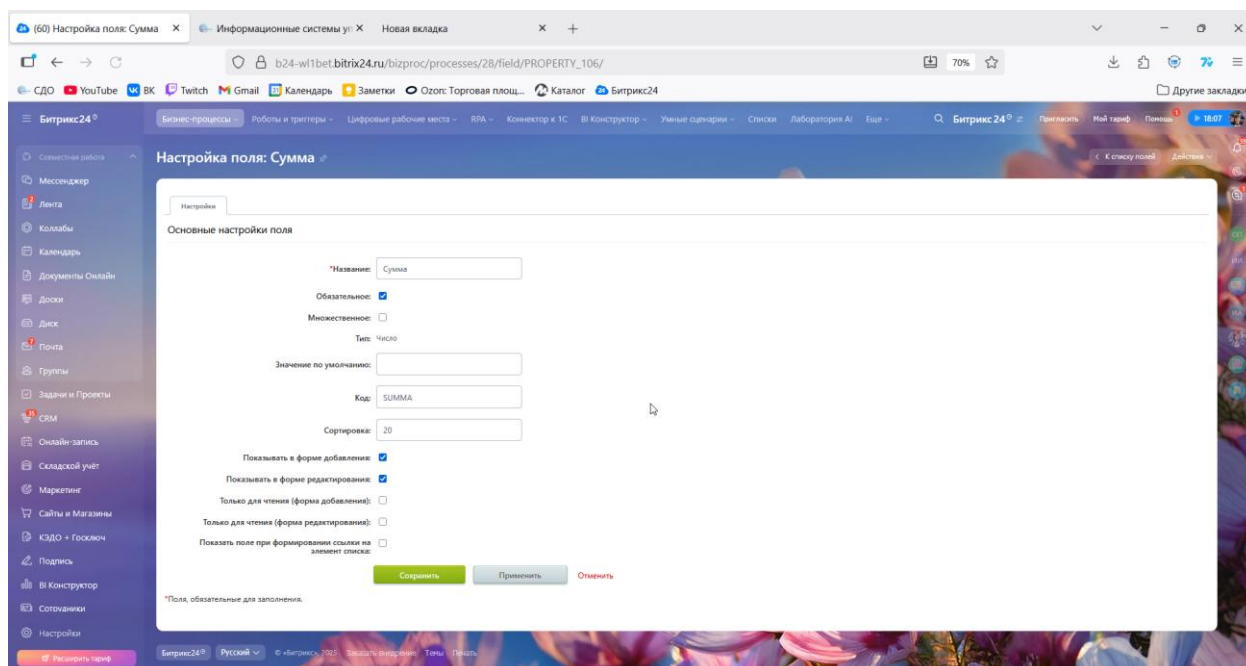 (60) Настройка поля: Сумма
Информационные системы уп
Новая вкладка
b24-wl1bet.bitrix24.ru/bizproc/processes/28/field/PROPERTY_106/
70%
СДО YouTube ВК Twitch Gmail Календарь Заметки Ozon: Торговая площ... Каталог Битрикс24
Другие закладки
Битрикс24
Бизнес-процессы Роботы и триггеры Цифровые рабочие места RPA Коннектор к 1С BI Конструктор Умные сценарии Списки Лаборатория AI Еще
Битрикс 24 Пригласить Мой тариф Помощь 18:07
Совместная работа
Мессенджер
Лента
Коллабы
Календарь
Документы Онлайн
Доски
Диск
Почта
Группы
Задачи и Проекты
CRM
Онлайн-запись
Складской учёт
Маркетинг
Сайты и Магазины
КЭДО + Госключ
Подпись
BI Конструктор
Сотрудники
Настройки
Расширить тариф
Настройка поля: Сумма
К списку полей
Действия
Настройки
Основные настройки поля
*Название: Сумма
Обязательное:
Множественное:
Тип: Число
Значение по умолчанию:
Код: SUMMA
Сортировка: 20
Показывать в форме добавления:
Показывать в форме редактирования:
Только для чтения (форма добавления):
Только для чтения (форма редактирования):
Показать поле при формировании ссылки на
элемент списка:
Сохранить Применить Отменить
*Поля, обязательные для заполнения.
Битрикс24 Русский © «Битрикс», 2025 Заказать внедрение Темы Печать